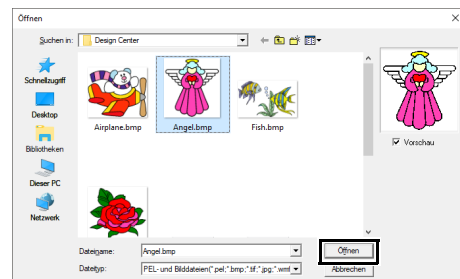 Öffnen
Suchen in: Design Center
Schnellzugriff
Desktop
Bibliotheken
Dieser PC
Netzwerk
Airplane.bmp Angel.bmp Fish.bmp
Vorschau
Dateiname: Angel.bmp Öffnen
Dateityp: PEL- und Bilddateien(*.pel;*.bmp;*.tif;*.jpg;*.wmf Abbrechen